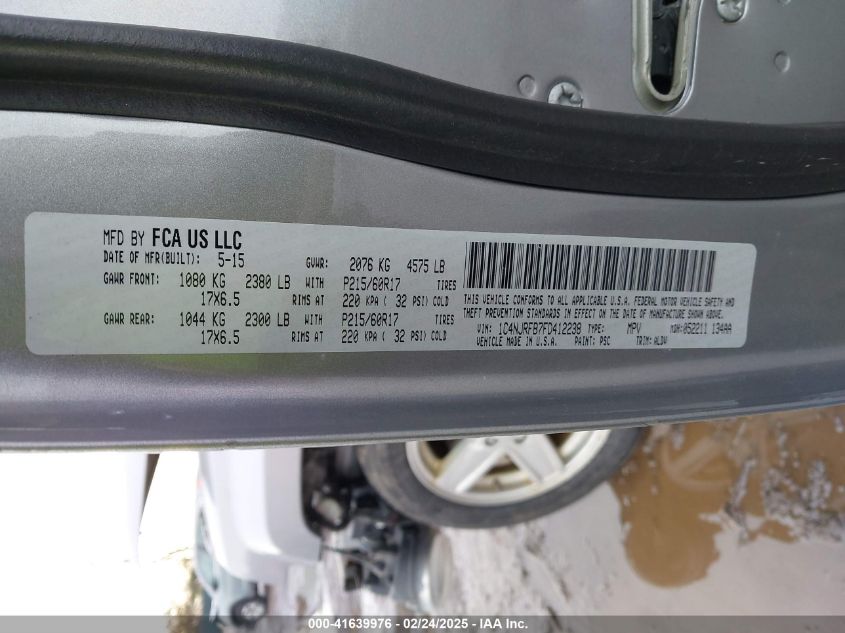 MFD BY FCA US LLC
DATE OF MFR(BUILT): 5-15 GVWR: 2076 KG 4575 LB
GAWR FRONT: 1080 KG 2380 LB WITH P215/60R17 TIRES
17X6.5 RIMS AT 220 KPA ( 32 PSI) COLD
GAWR REAR: 1044 KG 2300 LB WITH P215/60R17 TIRES
17X6.5 RIMS AT 220 KPA ( 32 PSI) COLD
THIS VEHICLE CONFORMS TO ALL APPLICABLE U.S.A. FEDERAL MOTOR VEHICLE SAFETY AND
THEFT PREVENTION STANDARDS IN EFFECT ON THE DATE OF MANUFACTURE SHOWN ABOVE.
VIN: 1C4NJRFB7FD412238 TYPE: MPV MDH: 052211 134AA
VEHICLE MADE IN U.S.A. PAINT: PSC TRIM: ALDV
000-41639976 - 02/24/2025 - IAA Inc.